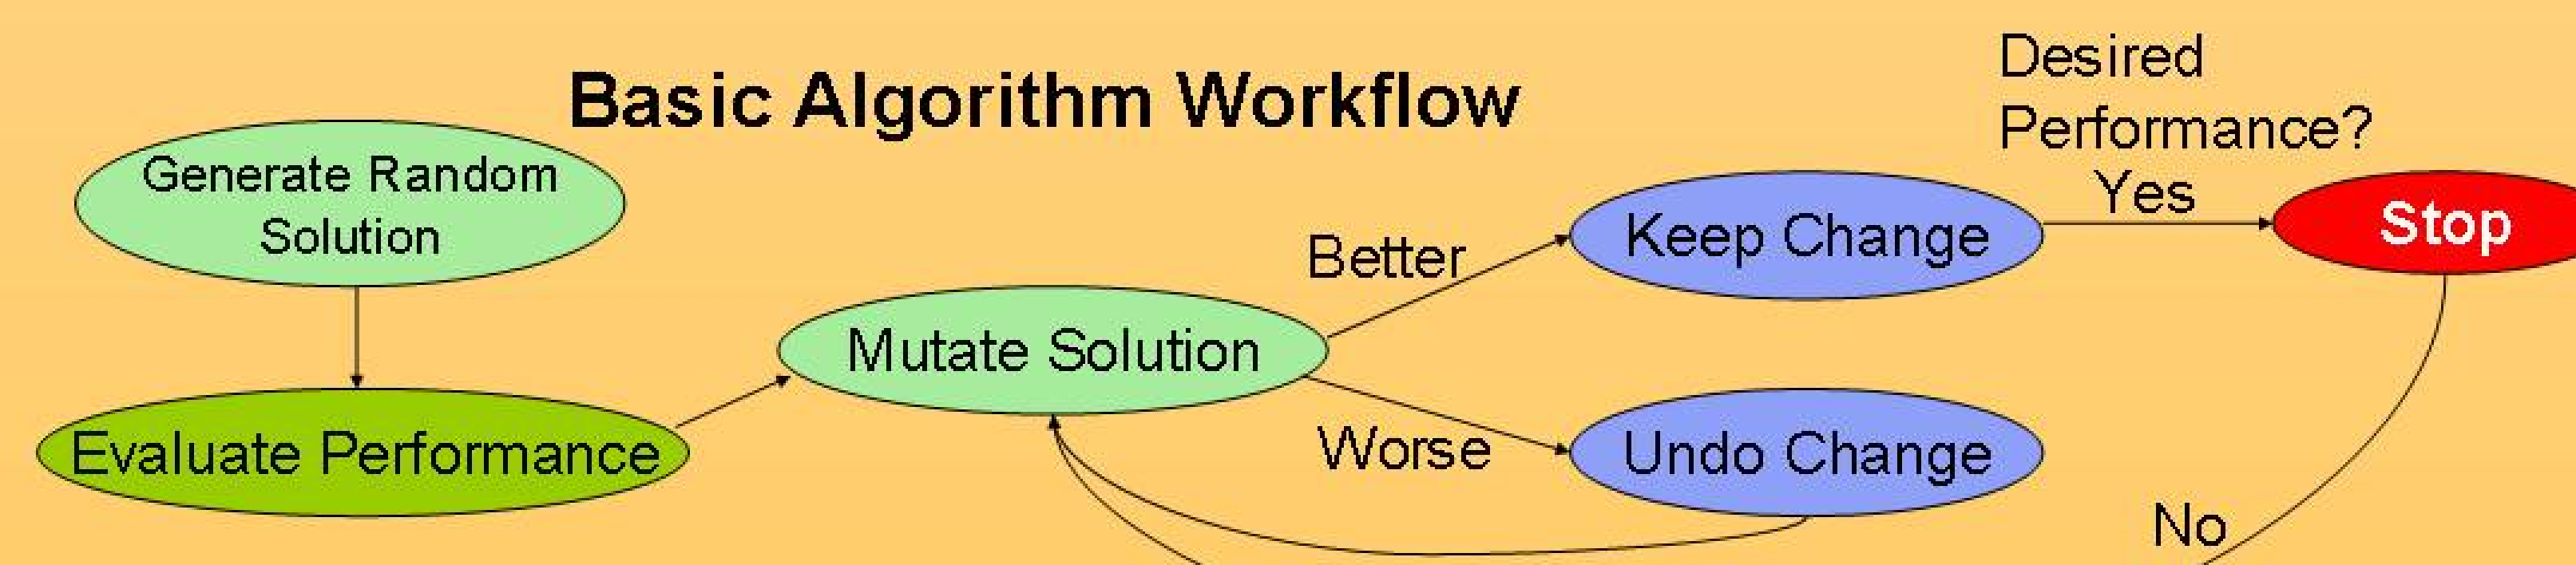 Basic Algorithm Workflow
Generate Random
Solution
Evaluate Performance
Mutate Solution
Better
Worse
Keep Change
Undo Change
Desired
Performance?
Yes
Stop
No